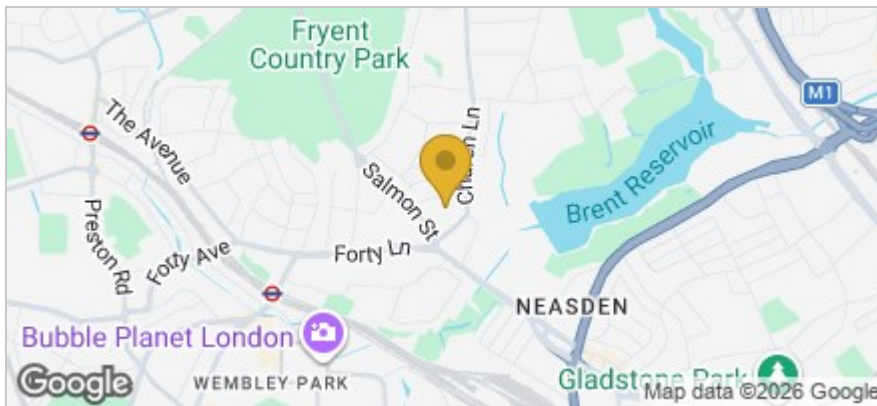 Fryent
Country Park
M1
The Avenue
Church Ln
Brent Reservoir
Salmon St
Preston Rd
Forty Ave
Forty Ln
NEASDEN
Bubble Planet London
WEMBLEY PARK
Gladstone Park
Google
Map data ©2026 Google